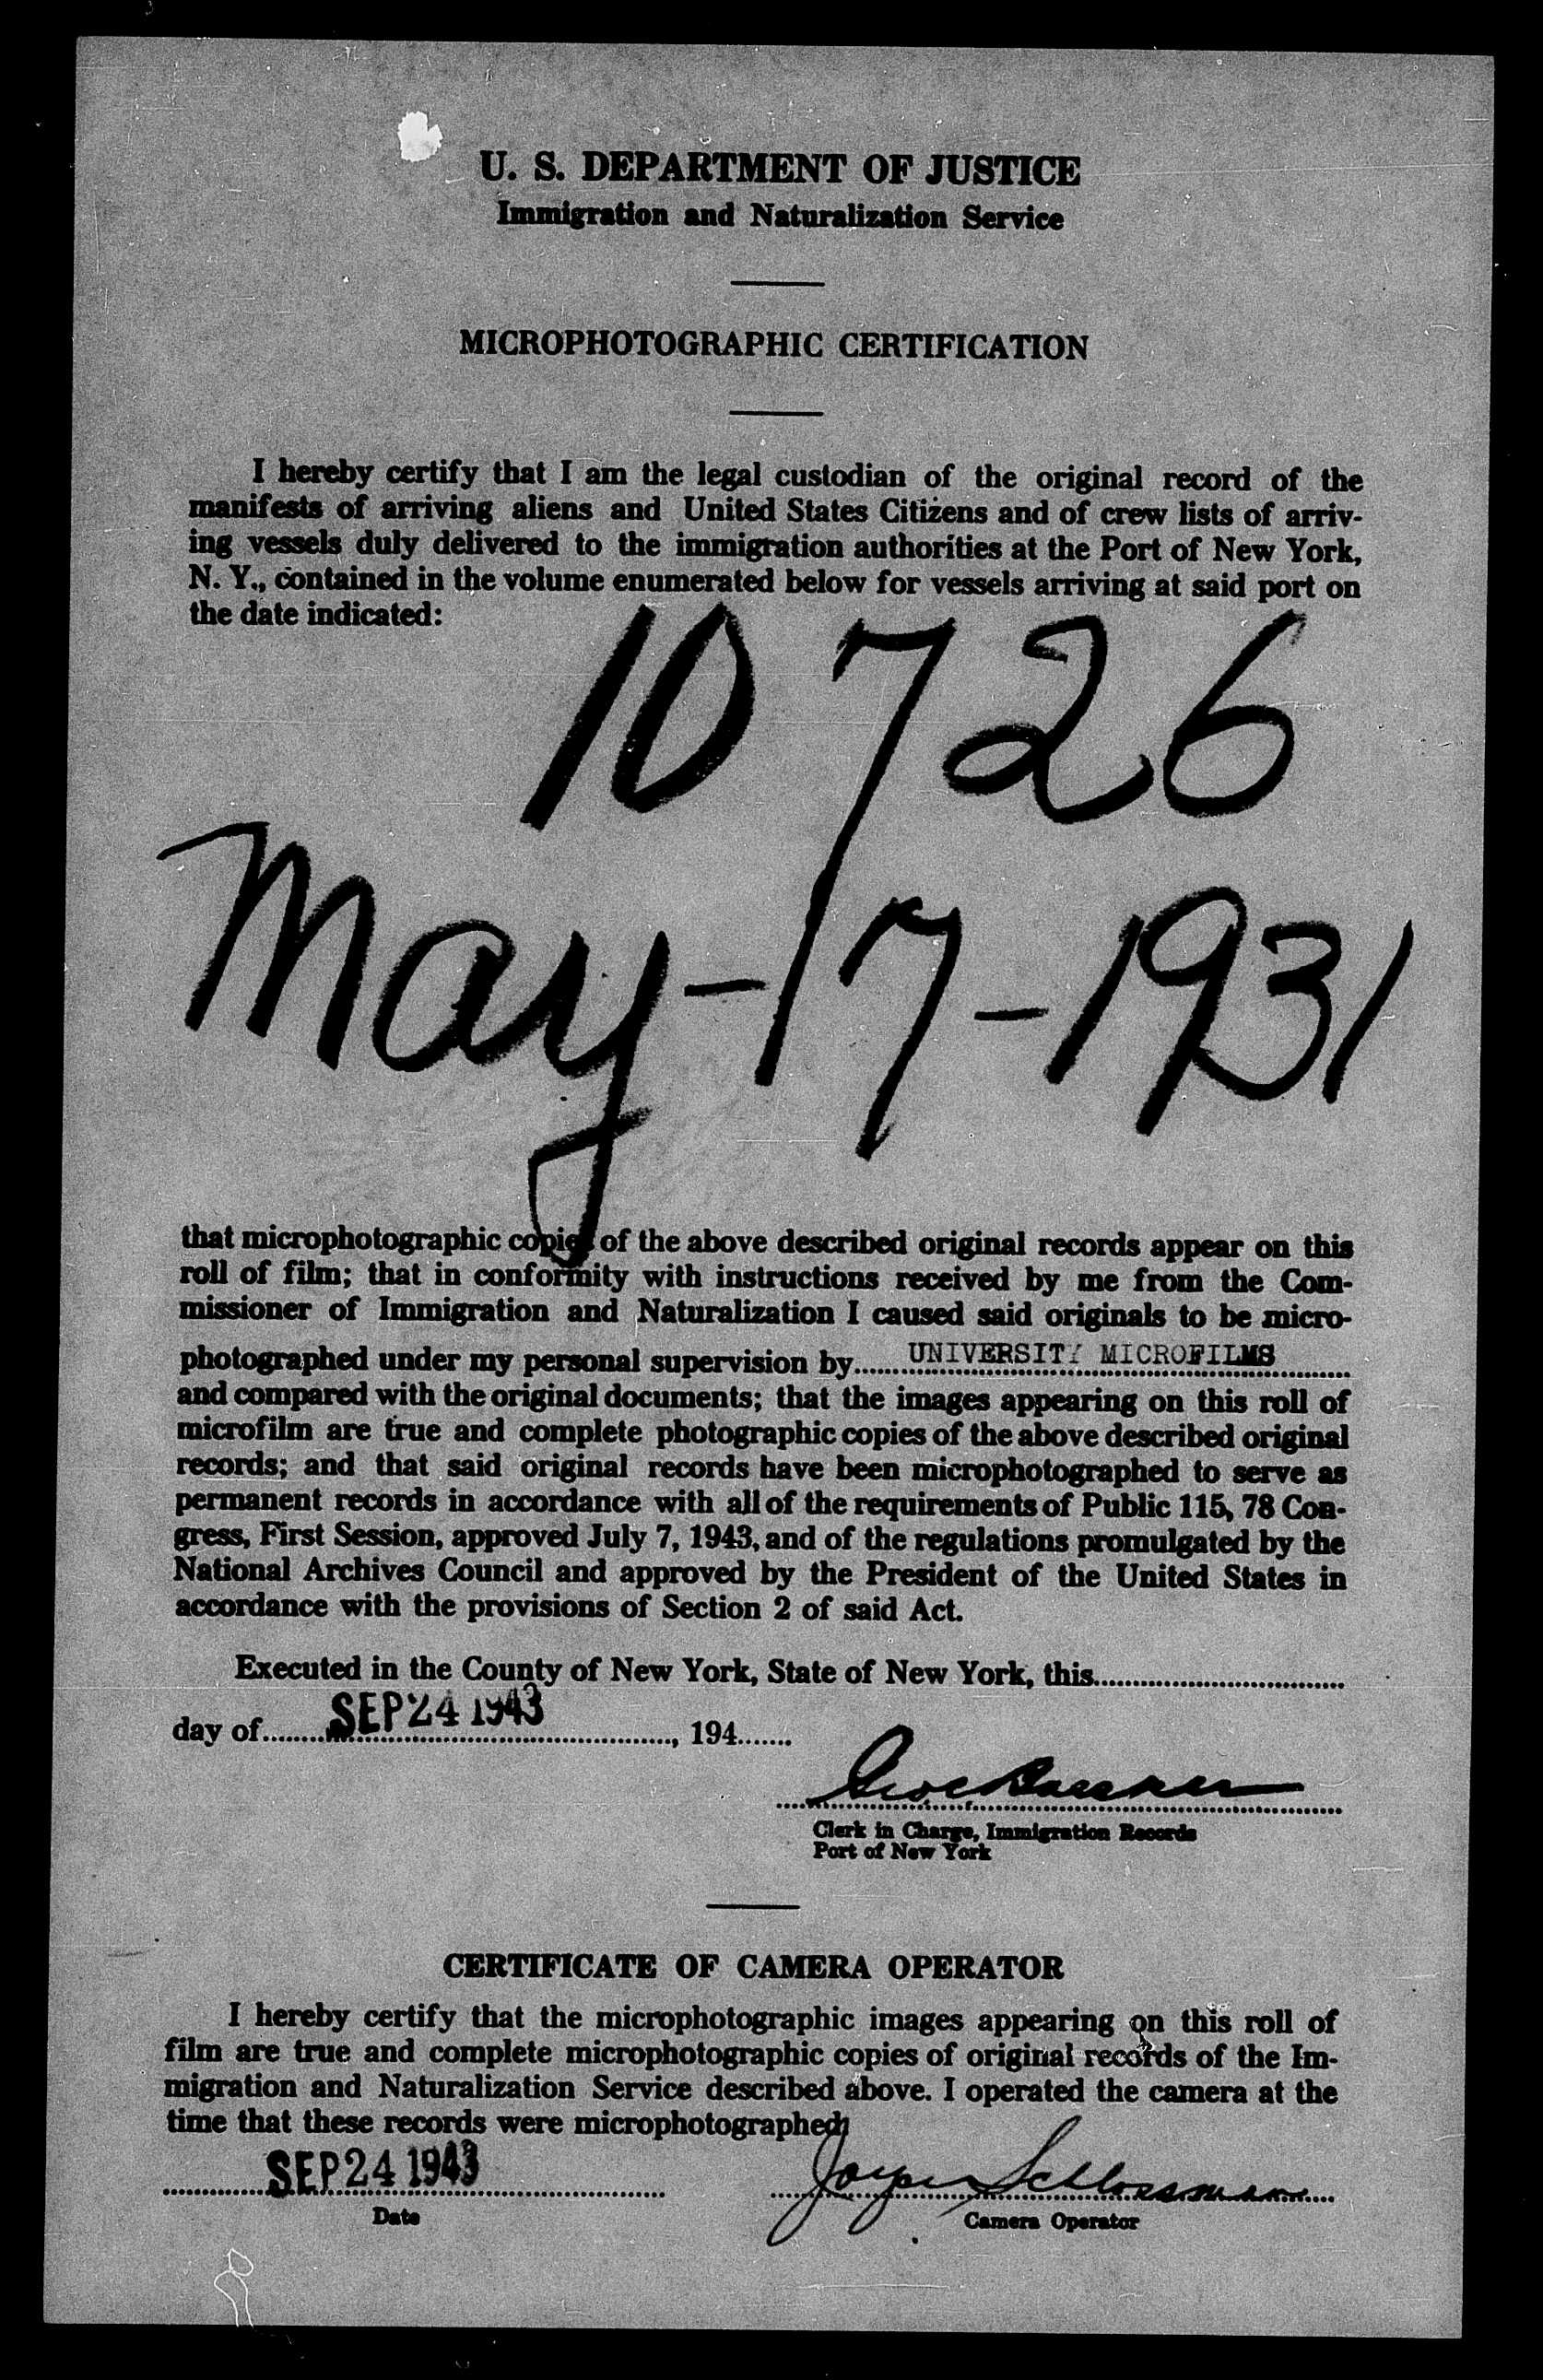 U. S. DEPARTMENT OF JUSTICE
Immigration and Naturalization Service
MICROPHOTOGRAPHIC CERTIFICATION
I hereby certify that I am the legal custodian of the original record of the
manifests of arriving aliens and United States Citizens and of crew lists of arriv-
ing vessels duly delivered to the immigration authorities at the Port of New York,
N. Y., contained in the volume enumerated below for vessels arriving at said port on
the date indicated:
10726
May-17-1931
that microphotographic copies of the above described original records appear on this
roll of film; that in conformity with instructions received by me from the Com-
missioner of Immigration and Naturalization I caused said originals to be micro-
photographed under my personal supervision by UNIVERSITY MICROFILMS
and compared with the original documents; that the images appearing on this roll of
microfilm are true and complete photographic copies of the above described original
records; and that said original records have been microphotographed to serve as
permanent records in accordance with all of the requirements of Public 115, 78 Con-
gress, First Session, approved July 7, 1943, and of the regulations promulgated by the
National Archives Council and approved by the President of the United States in
accordance with the provisions of Section 2 of said Act.
Executed in the County of New York, State of New York, this
day of SEP 24 1943, 194
Clerk in Charge, Immigration Records
Port of New York
CERTIFICATE OF CAMERA OPERATOR
I hereby certify that the microphotographic images appearing on this roll of
film are true and complete microphotographic copies of original records of the Im-
migration and Naturalization Service described above. I operated the camera at the
time that these records were microphotographed.
SEP 24 1943 Schlossman
Date Camera Operator